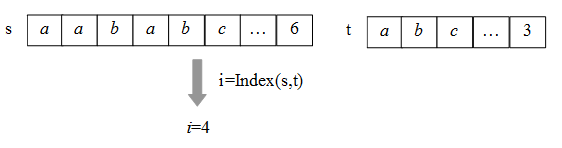 s a a b a b c … 6 t a b c … 3
i=Index(s,t)
i=4